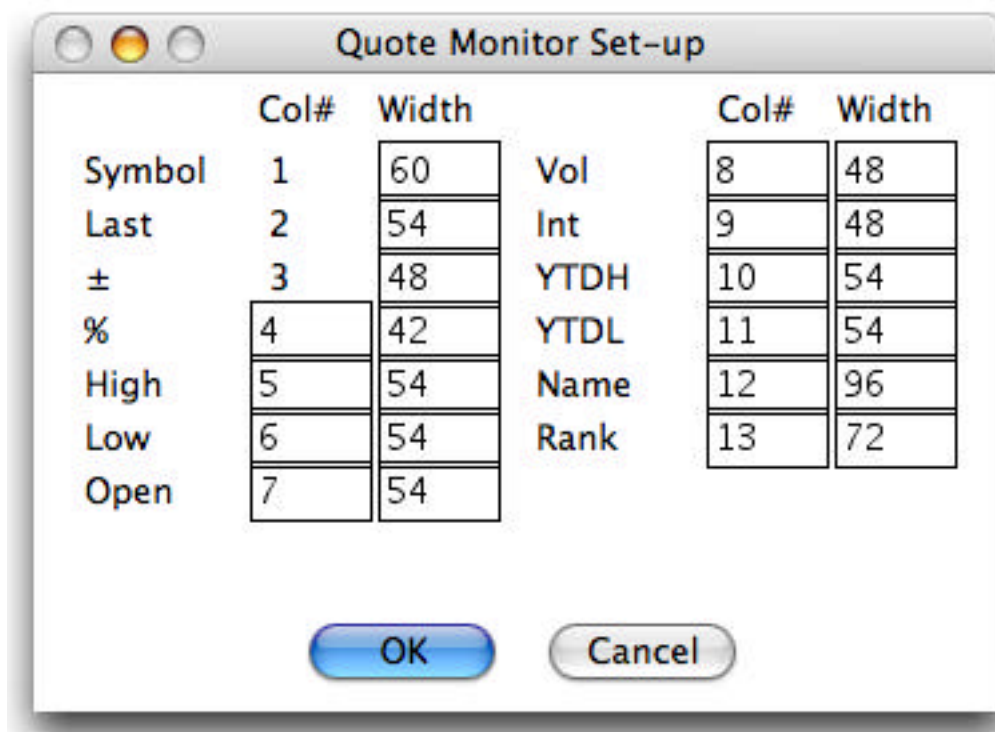 Quote Monitor Set-up
Col# Width Col# Width
Symbol 1 60 Vol 8 48
Last 2 54 Int 9 48
± 3 48 YTDH 10 54
% 4 42 YTDL 11 54
High 5 54 Name 12 96
Low 6 54 Rank 13 72
Open 7 54
OK Cancel